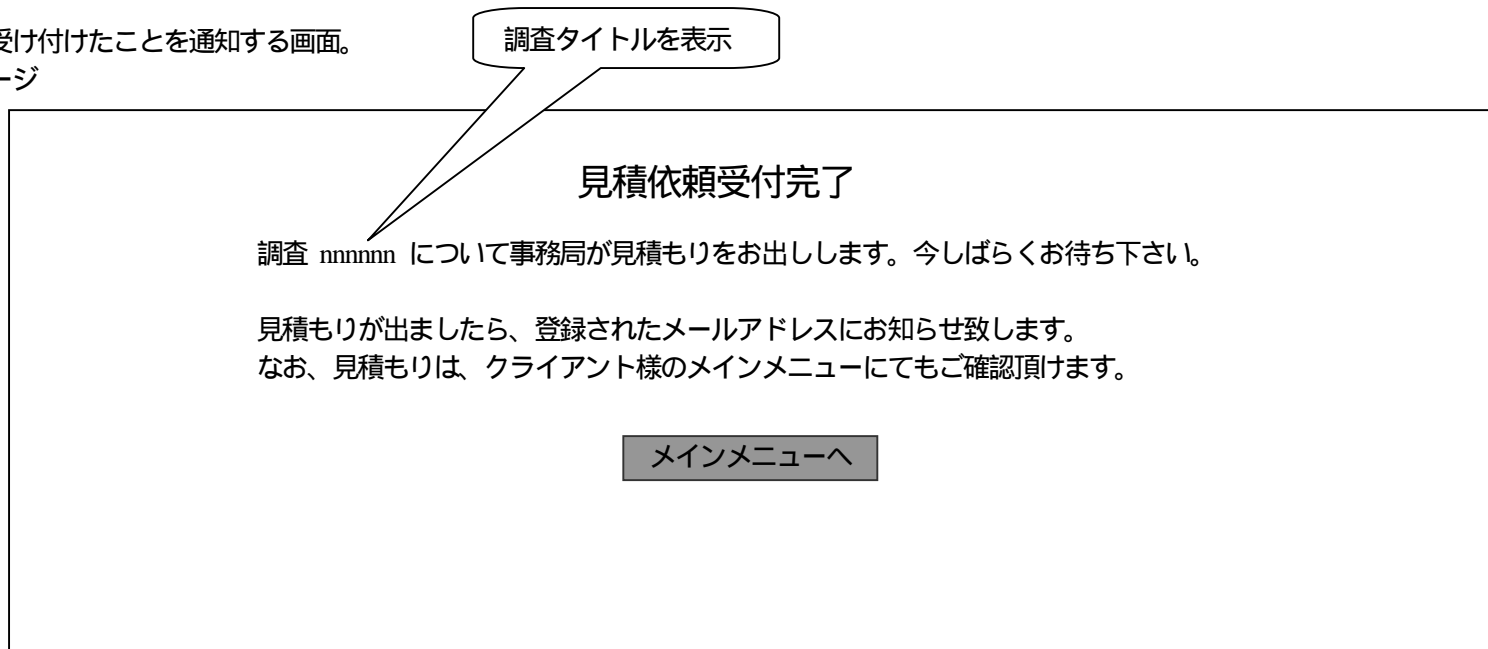 受け付けたことを通知する画面。
調査タイトルを表示
ージ
見積依頼受付完了
調査 nnnnnn について事務局が見積もりをお出しします。今しばらくお待ち下さい。
見積もりが出ましたら、登録されたメールアドレスにお知らせ致します。
なお、見積もりは、クライアント様のメインメニューにてもご確認頂けます。
メインメニューへ